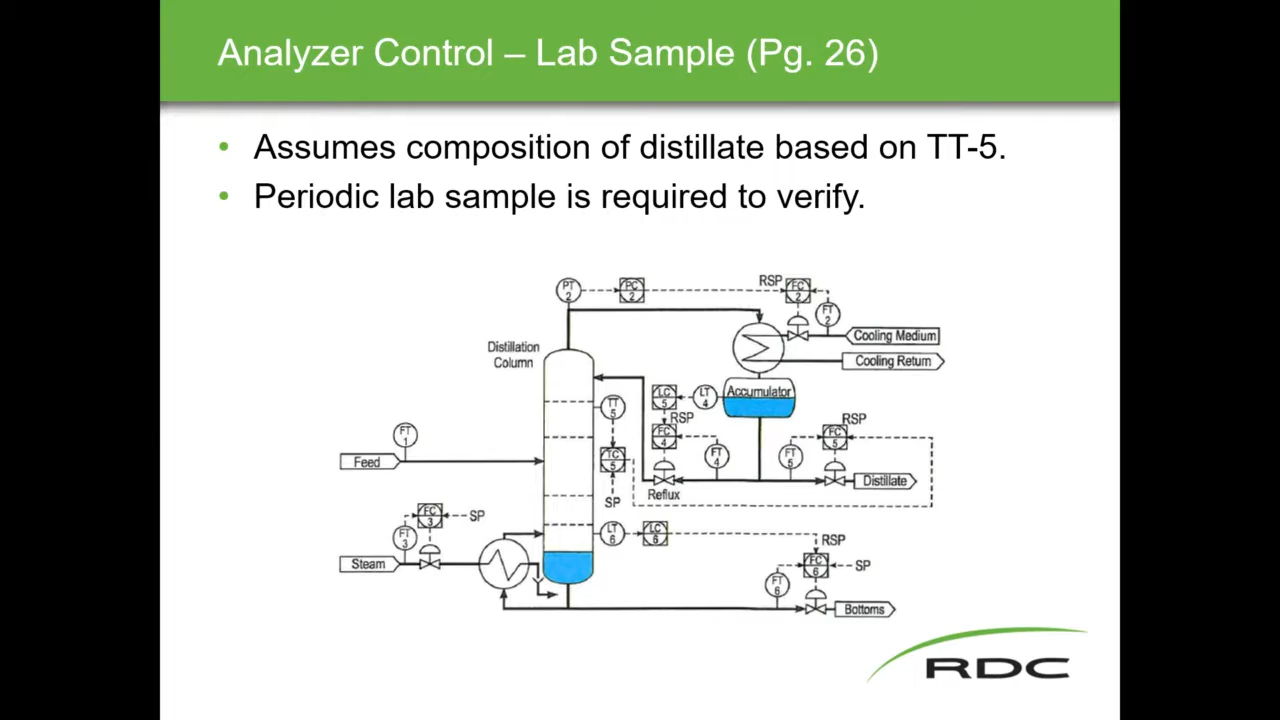 Analyzer Control – Lab Sample (Pg. 26)
• Assumes composition of distillate based on TT-5.
• Periodic lab sample is required to verify.
PT 2
PC 2
RSP
FC 2
FT 2
Cooling Medium
Cooling Return
Distillation
Column
Accumulator
LC 5
LT 4
RSP
TT 5
FC 4
FT 4
RSP
FC 5
FT 5
FT 1
Feed
TC 5
SP
Reflux
Distillate
FC 3
SP
FT 3
LT 6
LC 6
RSP
Steam
FC 6
SP
FT 6
Bottoms
RDC